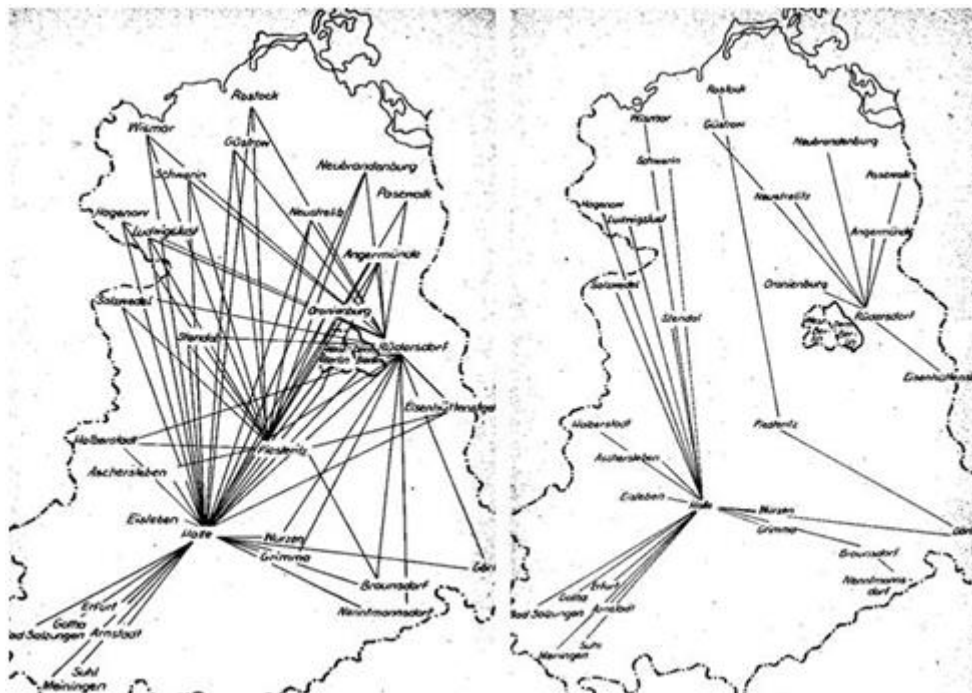 Rostock
Wismar
Güstrow
Schwerin
Neubrandenburg
Pasewalk
Hagenow
Neustrelitz
Ludwigslust
Angermünde
Salzwedel
Oranienburg
Stendal
Rüdersdorf
Halberstadt
Piesteritz
Aschersleben
Eisleben
Halle
Wurzen
Grimma
Braunsdorf
Nenntmannsdorf
Erfurt
Gotha
Bad Salzungen
Arnstadt
Suhl
Meiningen
Rostock
Wismar
Güstrow
Neubrandenburg
Schwerin
Pasewalk
Neustrelitz
Hagenow
Ludwigslust
Angermünde
Salzwedel
Oranienburg
Rüdersdorf
Stendal
Halberstadt
Piesteritz
Aschersleben
Eisleben
Halle
Wurzen
Grimma
Braunsdorf
Nenntmanns-
dorf
Erfurt
Gotha
Bad Salzungen
Arnstadt
Suhl
Meiningen